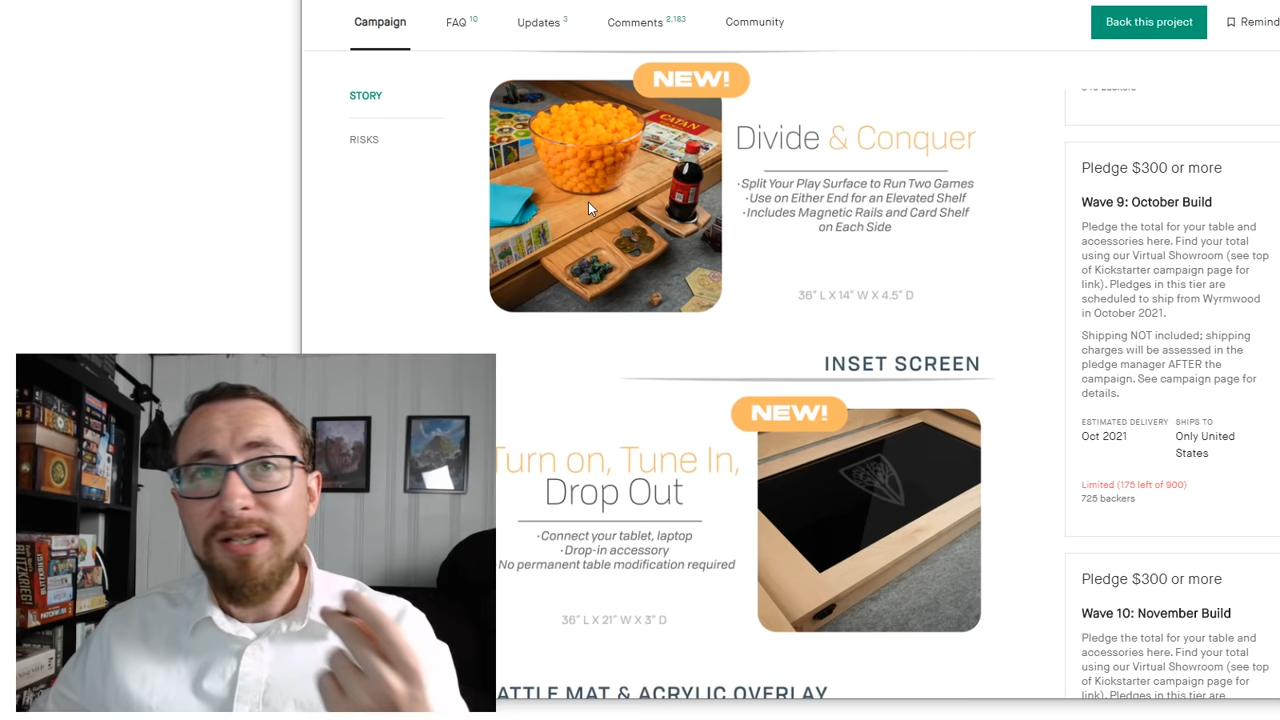 Campaign
FAQ 10
Updates 3
Comments 2,183
Community
Back this project
Remind
STORY
RISKS
NEW!
CATAN
Divide & Conquer
·Split Your Play Surface to Run Two Games
·Use on Either End for an Elevated Shelf
·Includes Magnetic Rails and Card Shelf
on Each Side
36" L X 14" W X 4.5" D
INSET SCREEN
NEW!
Turn on, Tune In,
Drop Out
·Connect your tablet, laptop
·Drop-in accessory
No permanent table modification required
36" L X 21" W X 3" D
ATTLE MAT & ACRYLIC OVERLAY
Pledge $300 or more
Wave 9: October Build
Pledge the total for your table and
accessories here. Find your total
using our Virtual Showroom (see top
of Kickstarter campaign page for
link). Pledges in this tier are
scheduled to ship from Wyrmwood
in October 2021.
Shipping NOT included; shipping
charges will be assessed in the
pledge manager AFTER the
campaign. See campaign page for
details.
ESTIMATED DELIVERY
Oct 2021
SHIPS TO
Only United
States
Limited (175 left of 900)
725 backers
Pledge $300 or more
Wave 10: November Build
Pledge the total for your table and
accessories here. Find your total
using our Virtual Showroom (see top
of Kickstarter campaign page for
link). Pledges in this tier are
BLITZKRIEG!